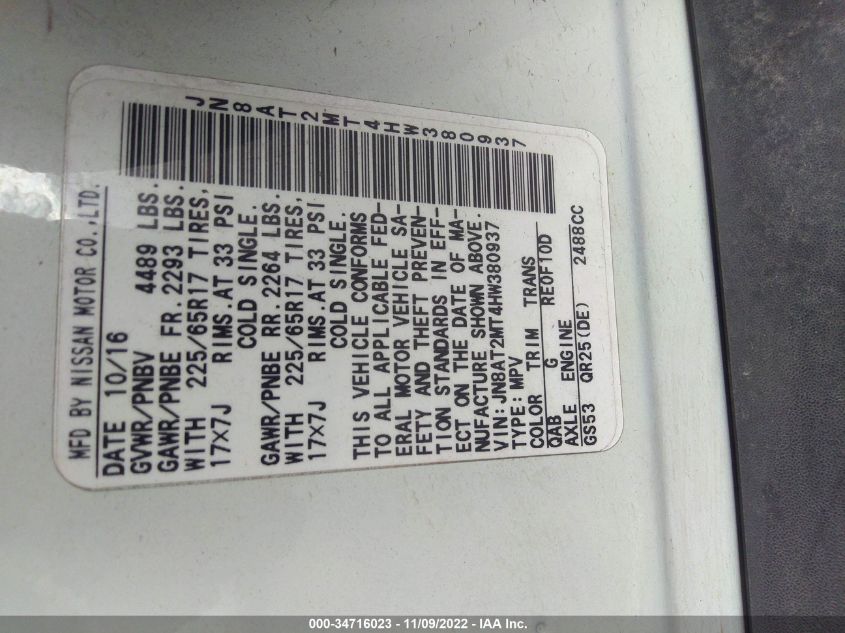 JN8AT2MT4HW380937
MFD BY NISSAN MOTOR CO.,LTD.
DATE 10/16
GVWR/PNBV 4489 LBS.
GAWR/PNBE FR.2293 LBS.
WITH 225/65R17 TIRES,
17X7J RIMS.AT 33 PSI
COLD SINGLE.
GAWR/PNBE RR.2264 LBS.
WITH 225/65R17 TIRES,
17X7J RIMS.AT 33 PSI
COLD SINGLE.
THIS VEHICLE CONFORMS
TO ALL APPLICABLE FED-
ERAL MOTOR VEHICLE SA-
FETY AND THEFT PREVEN-
TION STANDARDS IN EFF-
ECT ON THE DATE OF MA-
NUFACTURE SHOWN ABOVE.
VIN:JN8AT2MT4HW380937
TYPE:MPV
COLOR TRIM TRANS
QAB G RE0F10D
AXLE ENGINE
GS53 QR25(DE) 2488CC
000-34716023 - 11/09/2022 - IAA Inc.